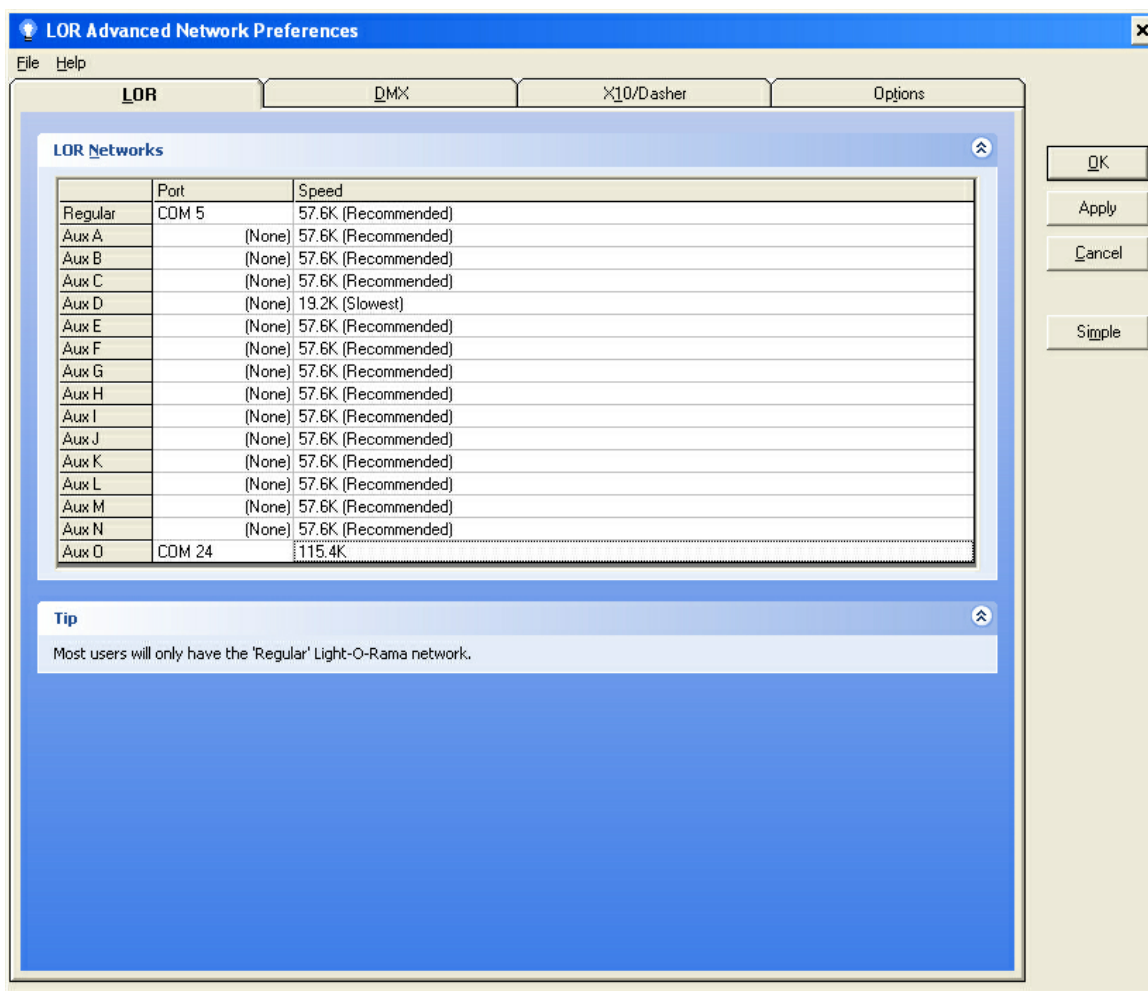 LOR Advanced Network Preferences
File Help
LOR DMX X10/Dasher Options
LOR Networks
Port Speed
Regular COM 5 57.6K (Recommended)
Aux A (None) 57.6K (Recommended)
Aux B (None) 57.6K (Recommended)
Aux C (None) 57.6K (Recommended)
Aux D (None) 19.2K (Slowest)
Aux E (None) 57.6K (Recommended)
Aux F (None) 57.6K (Recommended)
Aux G (None) 57.6K (Recommended)
Aux H (None) 57.6K (Recommended)
Aux I (None) 57.6K (Recommended)
Aux J (None) 57.6K (Recommended)
Aux K (None) 57.6K (Recommended)
Aux L (None) 57.6K (Recommended)
Aux M (None) 57.6K (Recommended)
Aux N (None) 57.6K (Recommended)
Aux O COM 24 115.4K
Tip
Most users will only have the 'Regular' Light-O-Rama network.
OK
Apply
Cancel
Simple